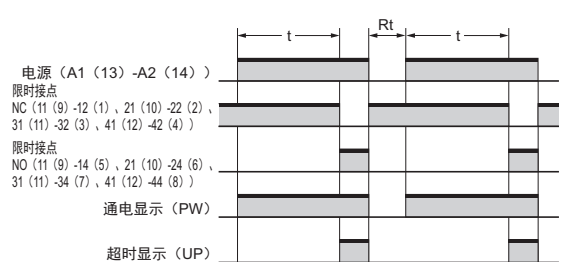 t Rt t
电源（A1（13）-A2（14））
限时接点
NC（11（9）-12（1）、21（10）-22（2）、
31（11）-32（3）、41（12）-42（4））
限时接点
NO（11（9）-14（5）、21（10）-24（6）、
31（11）-34（7）、41（12）-44（8））
通电显示（PW）
超时显示（UP）